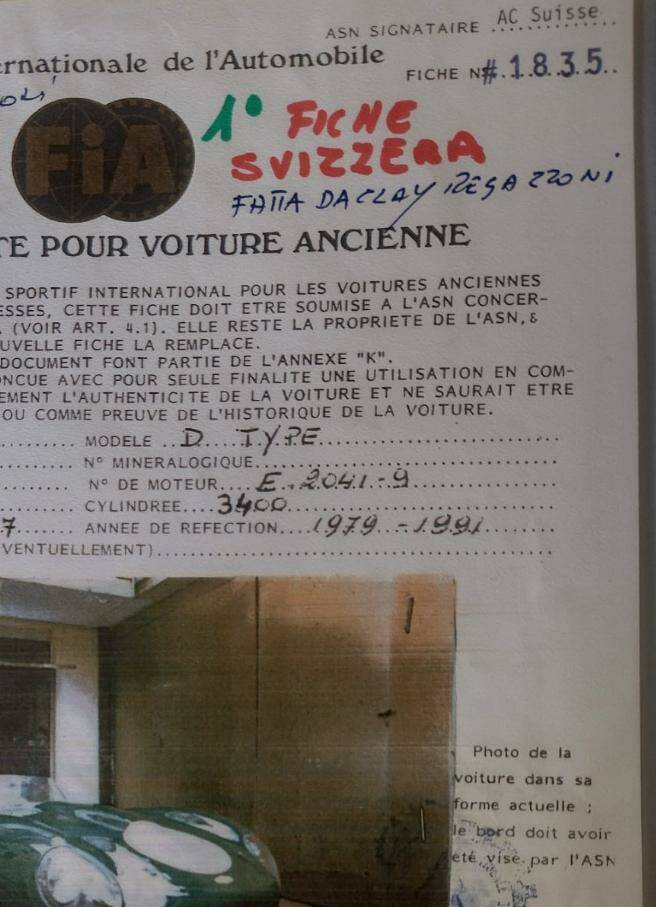 ASN SIGNATAIRE AC Suisse
ernationale de l'Automobile
FICHE N° #.1.8.3.5..
FiA
1° FICHE
SVIZZERA
FATTA DA CLAY REGAZZONI
TE POUR VOITURE ANCIENNE
SPORTIF INTERNATIONAL POUR LES VOITURES ANCIENNES
ESSES, CETTE FICHE DOIT ETRE SOUMISE A L'ASN CONCER-
. (VOIR ART. 4.1). ELLE RESTE LA PROPRIETE DE L'ASN, &
UVELLE FICHE LA REMPLACE.
DOCUMENT FONT PARTIE DE L'ANNEXE "K".
ONCUE AVEC POUR SEULE FINALITE UNE UTILISATION EN COM-
EMENT L'AUTHENTICITE DE LA VOITURE ET NE SAURAIT ETRE
OU COMME PREUVE DE L'HISTORIQUE DE LA VOITURE.
MODELE D. TYPE
N° MINERALOGIQUE
N° DE MOTEUR E.2041-9
CYLINDREE 3400
7 ANNEE DE REFECTION 1979-1991
VENTUELLEMENT)
Photo de la
voiture dans sa
forme actuelle ;
le bord doit avoir
été visé par l'ASN